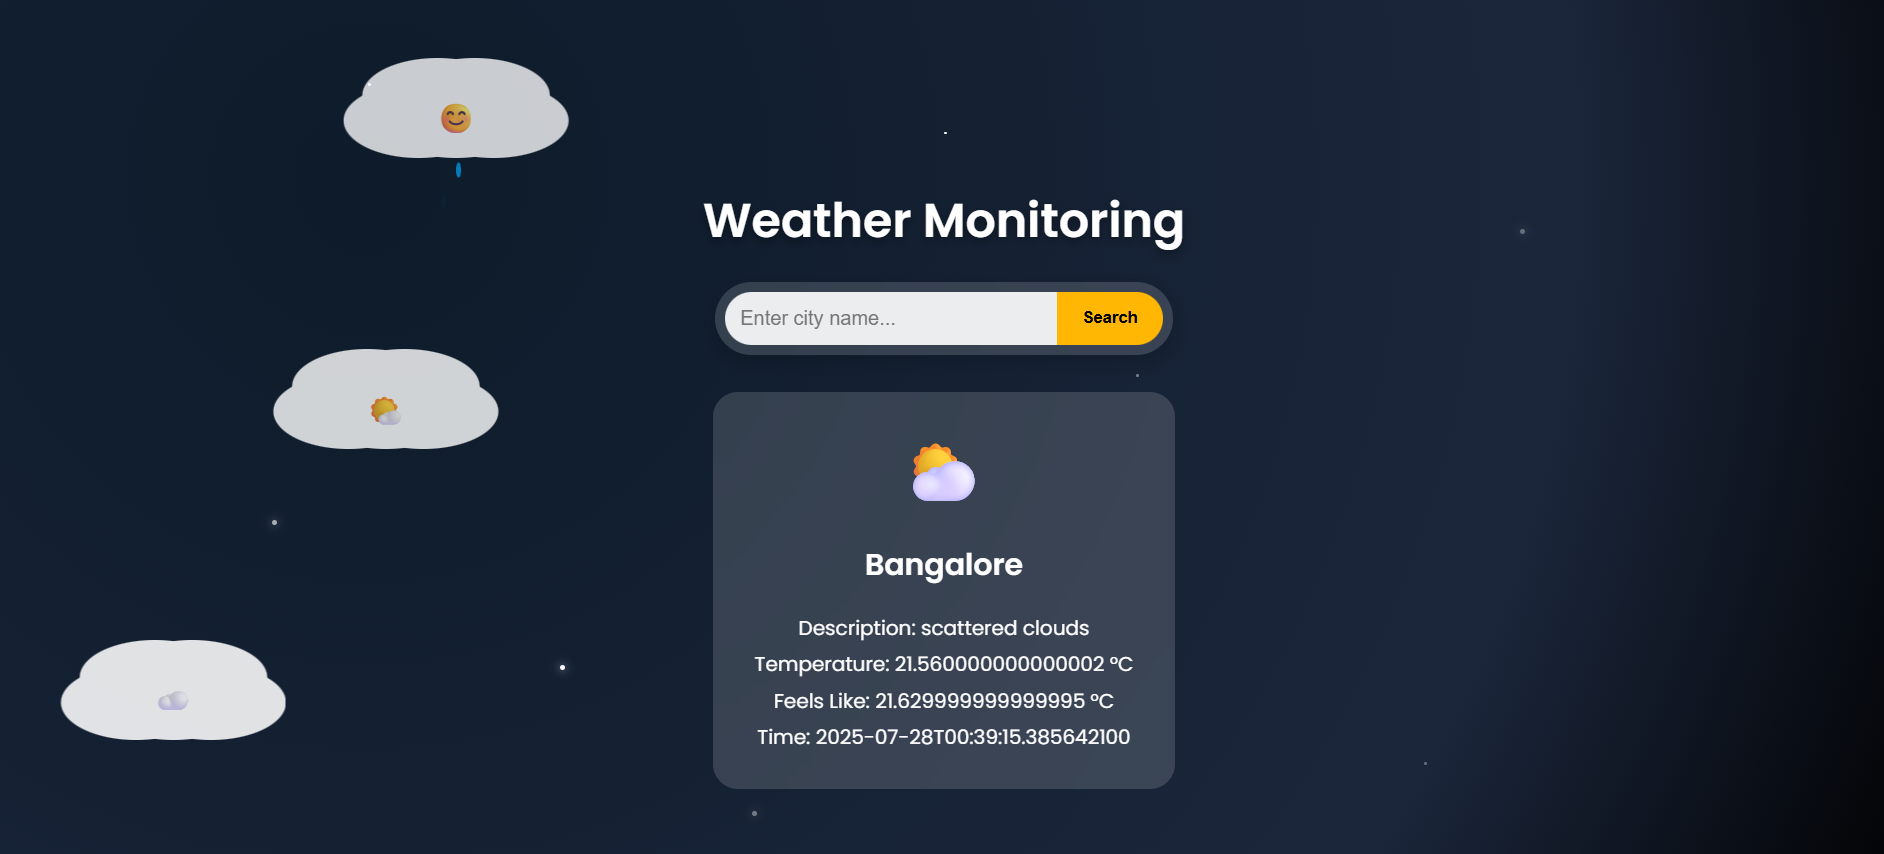 Weather Monitoring
Enter city name...
Search
Bangalore
Description: scattered clouds
Temperature: 21.560000000000002 °C
Feels Like: 21.629999999999995 °C
Time: 2025-07-28T00:39:15.385642100